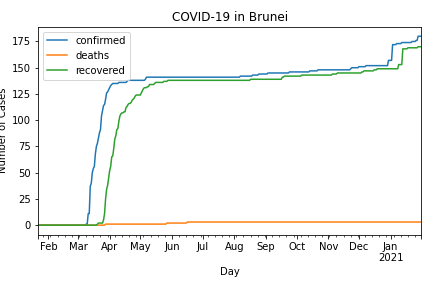 COVID-19 in Brunei
confirmed
deaths
recovered
Number of Cases
175
150
125
100
75
50
25
0
Feb Mar Apr May Jun Jul Aug Sep Oct Nov Dec Jan
2021
Day